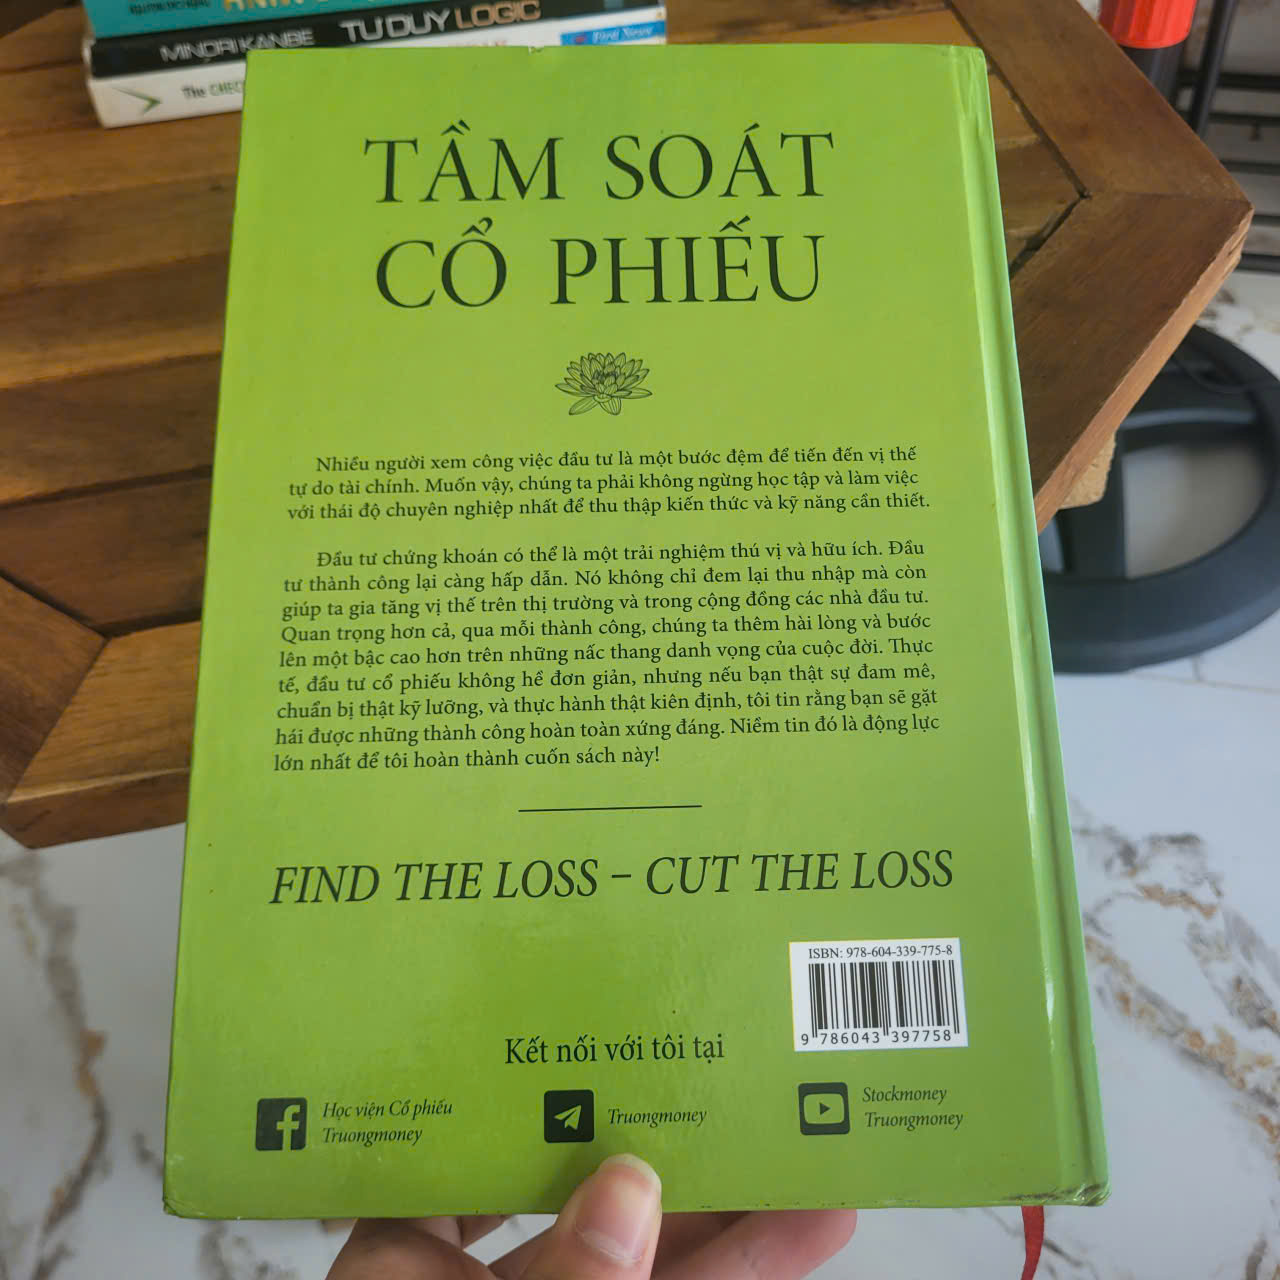 MINORI KANBE TƯ DUY LOGIC
The CHEC
First News
TẦM SOÁT
CỔ PHIẾU
Nhiều người xem công việc đầu tư là một bước đệm để tiến đến vị thế
tự do tài chính. Muốn vậy, chúng ta phải không ngừng học tập và làm việc
với thái độ chuyên nghiệp nhất để thu thập kiến thức và kỹ năng cần thiết.
Đầu tư chứng khoán có thể là một trải nghiệm thú vị và hữu ích. Đầu
tư thành công lại càng hấp dẫn. Nó không chỉ đem lại thu nhập mà còn
giúp ta gia tăng vị thế trên thị trường và trong cộng đồng các nhà đầu tư.
Quan trọng hơn cả, qua mỗi thành công, chúng ta thêm hài lòng và bước
lên một bậc cao hơn trên những nấc thang danh vọng của cuộc đời. Thực
tế, đầu tư cổ phiếu không hề đơn giản, nhưng nếu bạn thật sự đam mê,
chuẩn bị thật kỹ lưỡng, và thực hành thật kiên định, tôi tin rằng bạn sẽ gặt
hái được những thành công hoàn toàn xứng đáng. Niềm tin đó là động lực
lớn nhất để tôi hoàn thành cuốn sách này!
FIND THE LOSS – CUT THE LOSS
ISBN: 978-604-339-775-8
9 786043 397758
Kết nối với tôi tại
Học viện Cổ phiếu
Truongmoney
Truongmoney
Stockmoney
Truongmoney